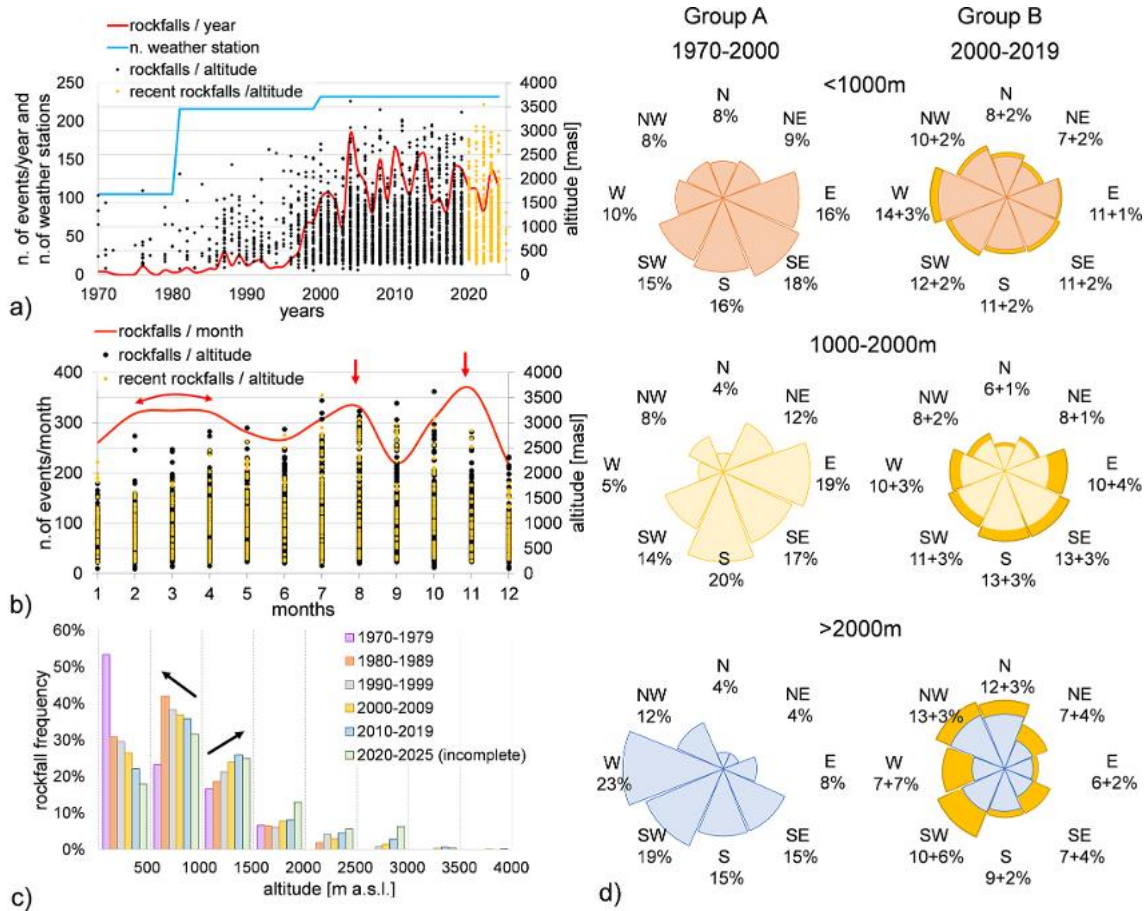 a)
rockfalls / year
n. weather station
rockfalls / altitude
recent rockfalls /altitude
n. of events/year and
n.of weather stations
250
200
150
100
50
0
4000
3500
3000
2500
2000
1500
1000
500
0
altitude [masl]
1970 1980 1990 2000 2010 2020
years
b)
rockfalls / month
rockfalls / altitude
recent rockfalls / altitude
n.of events/month
400
300
200
100
0
4000
3500
3000
2500
2000
1500
1000
500
0
altitude [masl]
1 2 3 4 5 6 7 8 9 10 11 12
months
c)
rockfall frequency
60%
50%
40%
30%
20%
10%
0%
1970-1979
1980-1989
1990-1999
2000-2009
2010-2019
2020-2025 (incomplete)
500 1000 1500 2000 2500 3000 3500 4000
altitude [m a.s.l.]
d)
Group A
1970-2000
Group B
2000-2019
<1000m
N
8%
NE
9%
E
16%
SE
18%
S
16%
SW
15%
W
10%
NW
8%
N
8+2%
NE
7+2%
E
11+1%
SE
11+2%
S
11+2%
SW
12+2%
W
14+3%
NW
10+2%
1000-2000m
N
4%
NE
12%
E
19%
SE
17%
S
20%
SW
14%
W
5%
NW
8%
N
6+1%
NE
8+1%
E
10+4%
SE
13+3%
S
13+3%
SW
11+3%
W
10+3%
NW
8+2%
>2000m
N
4%
NE
4%
E
8%
SE
15%
S
15%
SW
19%
W
23%
NW
12%
N
12+3%
NE
7+4%
E
6+2%
SE
7+4%
S
9+2%
SW
10+6%
W
7+7%
NW
13+3%